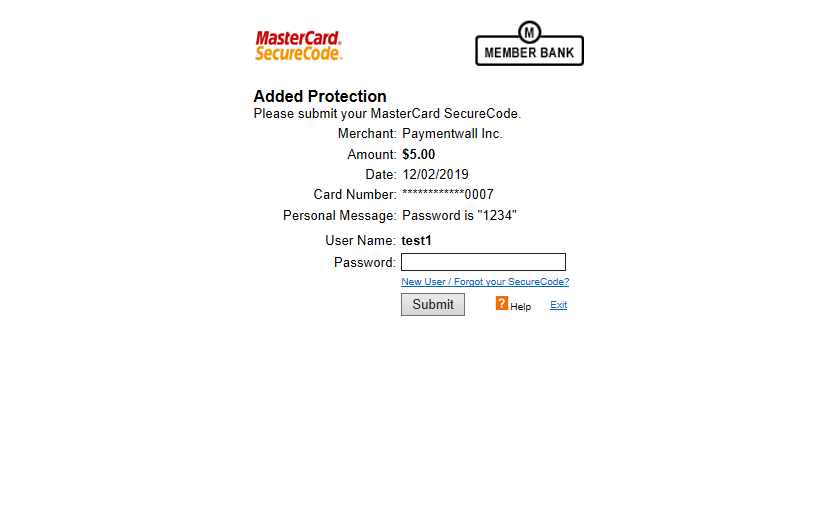 MasterCard.
SecureCode™
M
MEMBER BANK
Added Protection
Please submit your MasterCard SecureCode.
Merchant: Paymentwall Inc.
Amount: $5.00
Date: 12/02/2019
Card Number: ************0007
Personal Message: Password is "1234"
User Name: test1
Password:
New User / Forgot your SecureCode?
Submit ? Help Exit